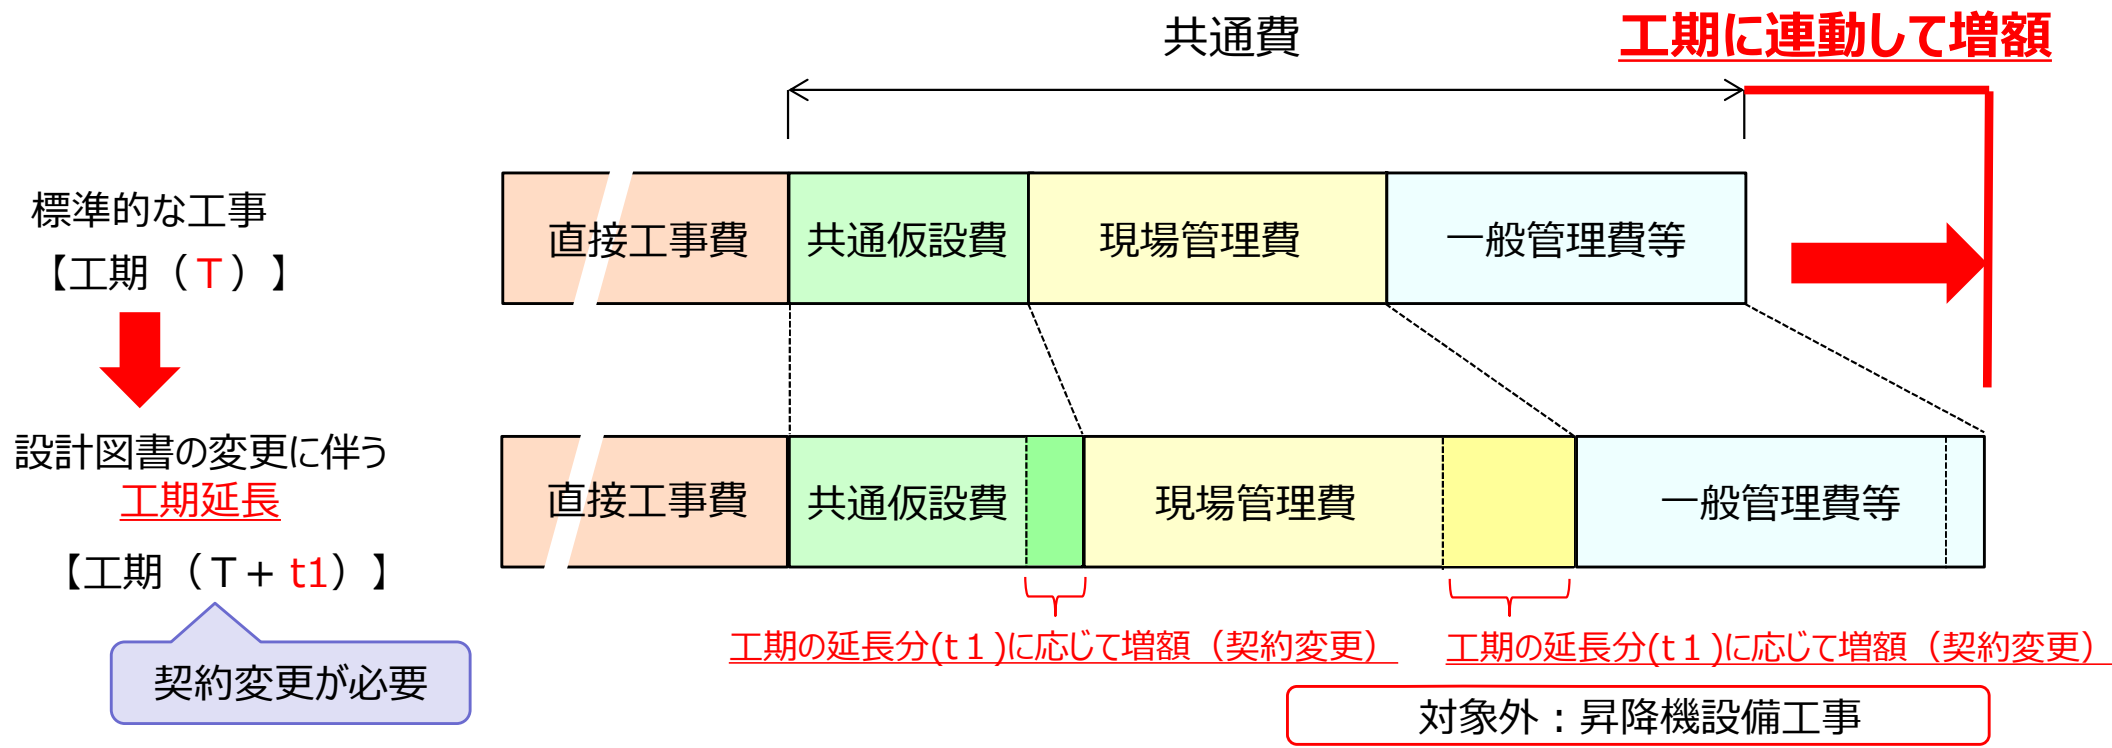 共通費
工期に連動して増額
標準的な工事
【工期（T）】
直接工事費
共通仮設費
現場管理費
一般管理費等
設計図書の変更に伴う
工期延長
【工期（T+ t1）】
契約変更が必要
直接工事費
共通仮設費
現場管理費
一般管理費等
工期の延長分(t１)に応じて増額（契約変更）
工期の延長分(t１)に応じて増額（契約変更）
対象外：昇降機設備工事